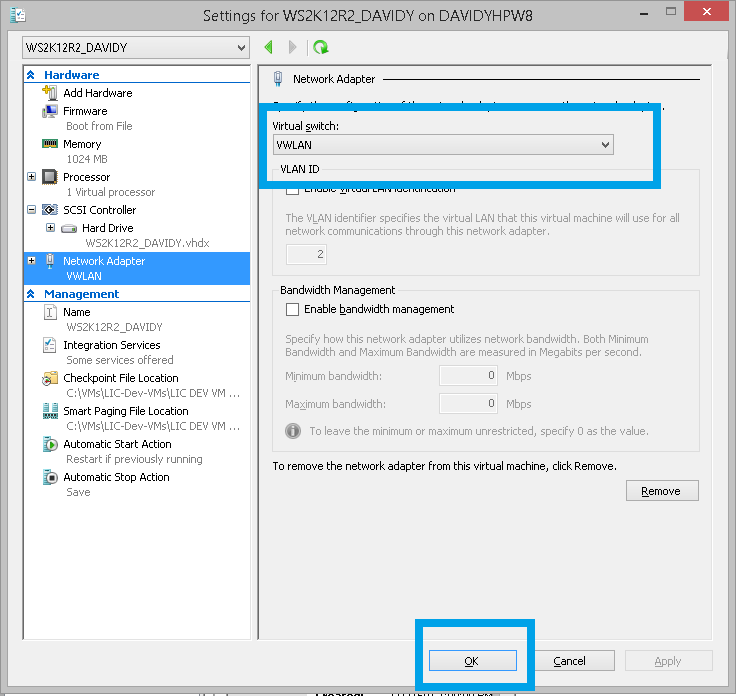 Settings for WS2K12R2_DAVIDY on DAVIDYHPW8
WS2K12R2_DAVIDY
Hardware
Add Hardware
Firmware
Boot from File
Memory
1024 MB
Processor
1 Virtual processor
SCSI Controller
Hard Drive
WS2K12R2_DAVIDY.vhdx
Network Adapter
VWLAN
Management
Name
WS2K12R2_DAVIDY
Integration Services
Some services offered
Checkpoint File Location
C:\VMs\LIC-Dev-VMs\LIC DEV VM ...
Smart Paging File Location
C:\VMs\LIC-Dev-VMs\LIC DEV VM ...
Automatic Start Action
Restart if previously running
Automatic Stop Action
Save
Network Adapter
Virtual switch:
VWLAN
VLAN ID
Enable virtual LAN identification
The VLAN identifier specifies the virtual LAN that this virtual machine will use for all
network communications through this network adapter.
2
Bandwidth Management
Enable bandwidth management
Specify how this network adapter utilizes network bandwidth. Both Minimum
Bandwidth and Maximum Bandwidth are measured in Megabits per second.
Minimum bandwidth: 0 Mbps
Maximum bandwidth: 0 Mbps
To leave the minimum or maximum unrestricted, specify 0 as the value.
To remove the network adapter from this virtual machine, click Remove.
Remove
OK Cancel Apply